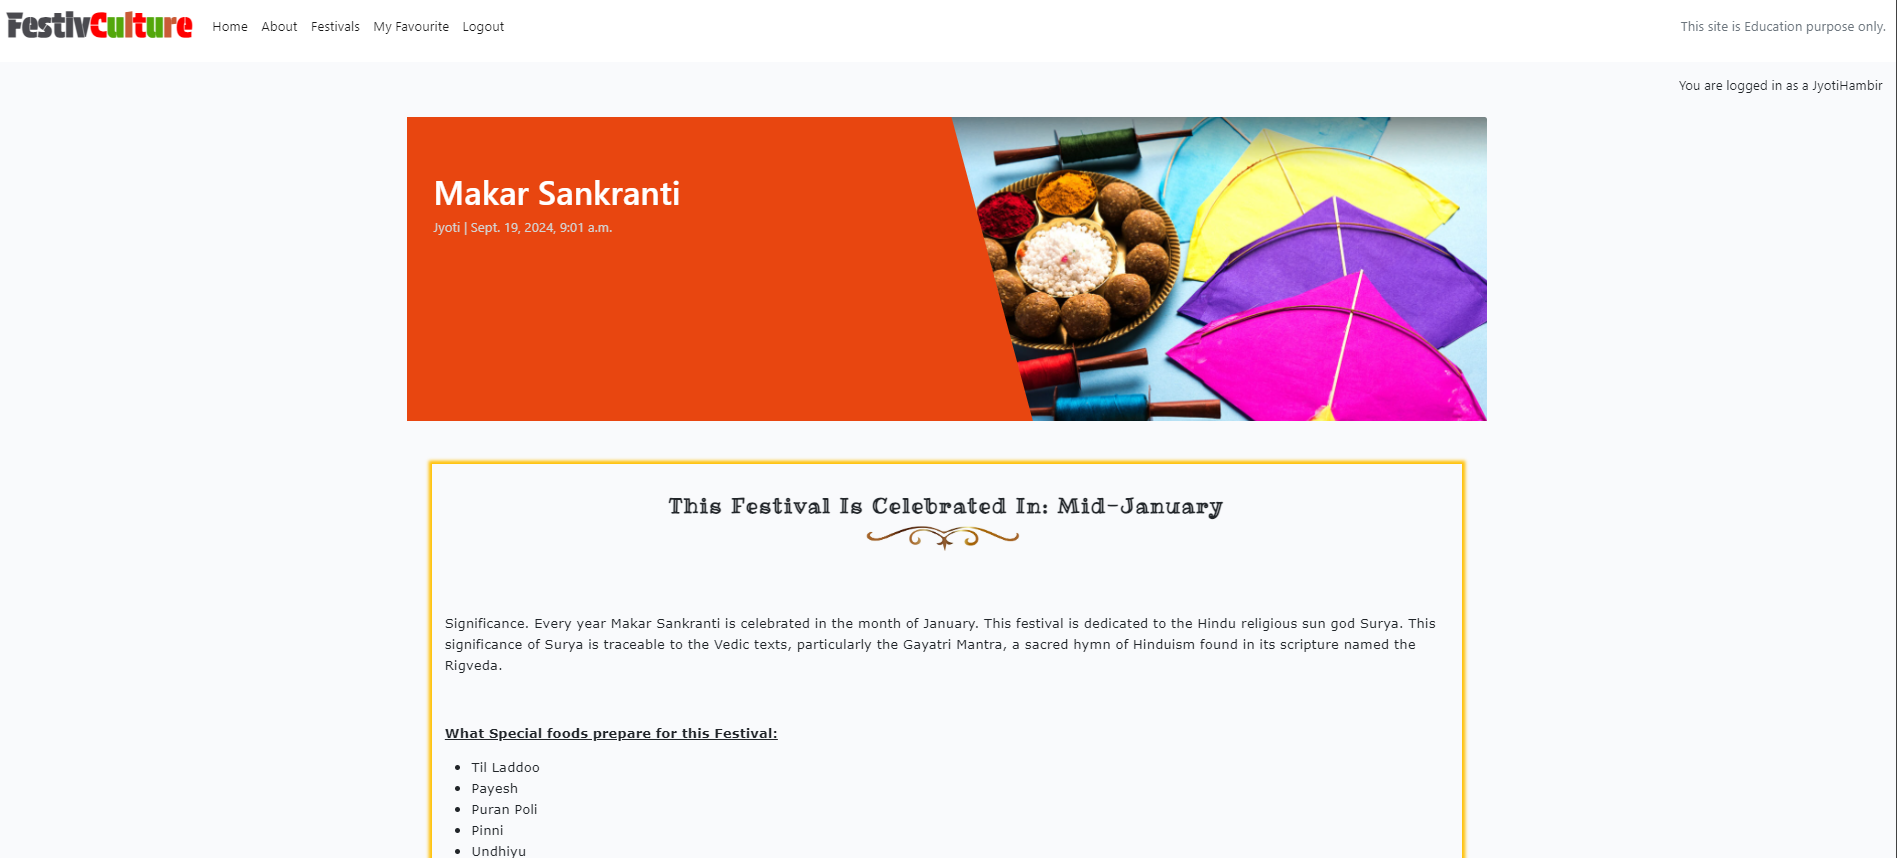 FestivCulture Home About Festivals My Favourite Logout This site is Education purpose only.
You are logged in as a JyotiHambir
Makar Sankranti
Jyoti | Sept. 19, 2024, 9:01 a.m.
This Festival Is Celebrated In: Mid-January
Significance. Every year Makar Sankranti is celebrated in the month of January. This festival is dedicated to the Hindu religious sun god Surya. This
significance of Surya is traceable to the Vedic texts, particularly the Gayatri Mantra, a sacred hymn of Hinduism found in its scripture named the
Rigveda.
What Special foods prepare for this Festival:
• Til Laddoo
• Payesh
• Puran Poli
• Pinni
• Undhiyu